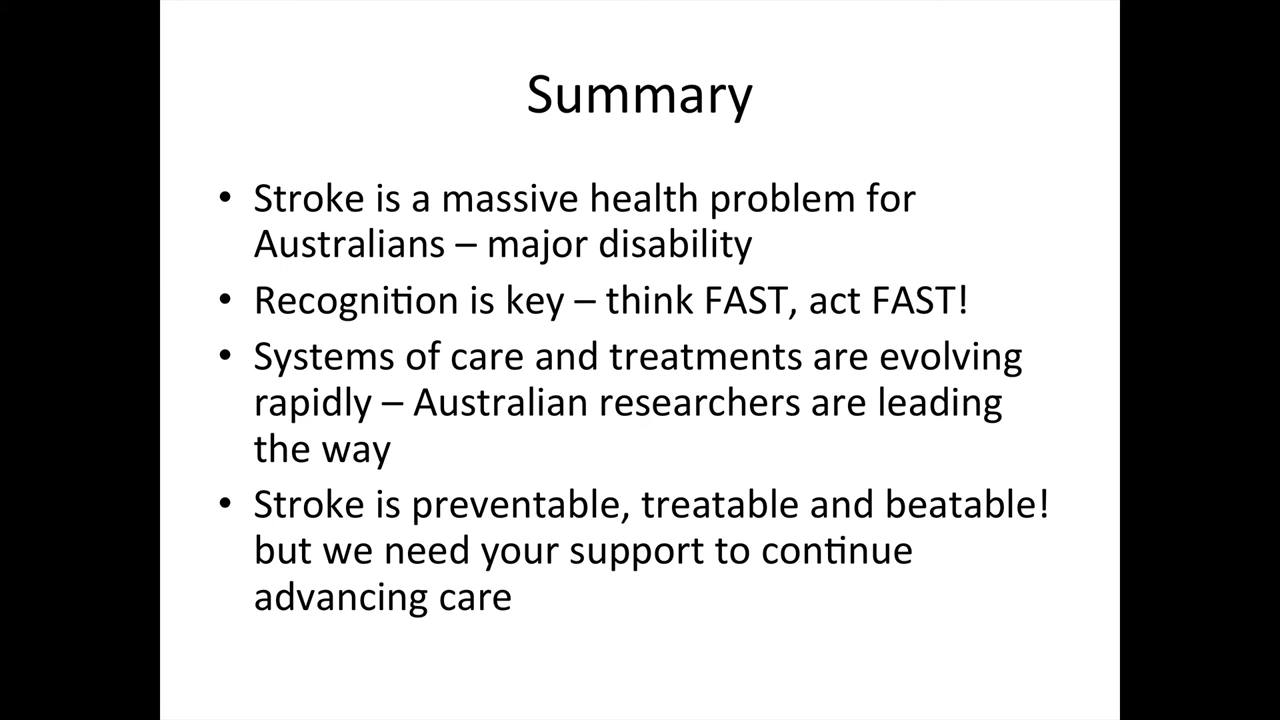 Summary
• Stroke is a massive health problem for
Australians – major disability
• Recognition is key – think FAST, act FAST!
• Systems of care and treatments are evolving
rapidly – Australian researchers are leading
the way
• Stroke is preventable, treatable and beatable!
but we need your support to continue
advancing care